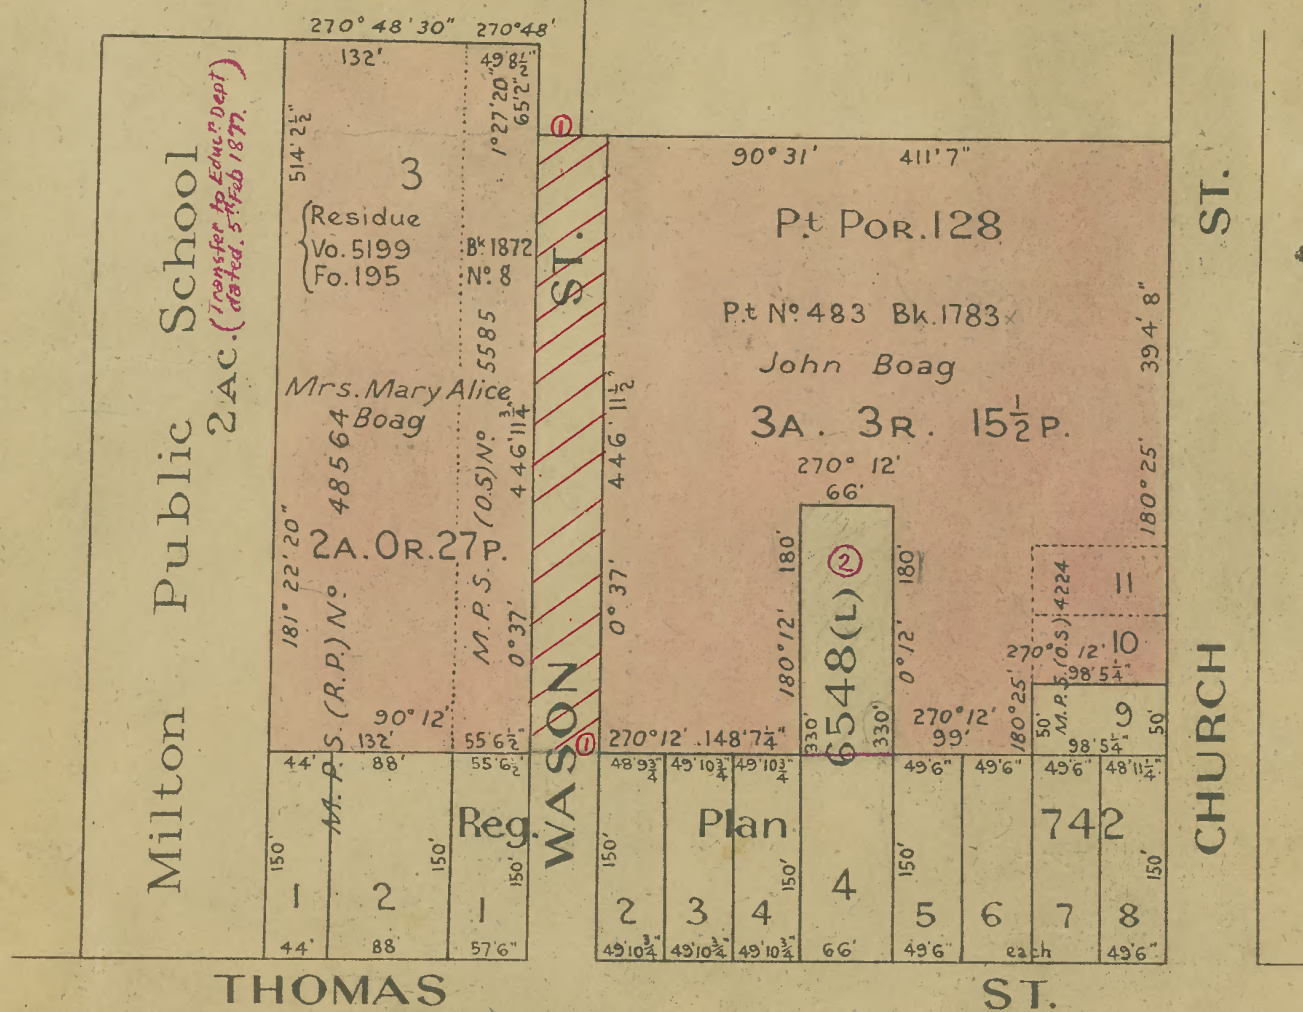 270° 48' 30" 270°48'
132' 49'8½"
514' 2½"
1°27'20"
65'2"
Milton Public School
2 AC.
(Transfer to Educn. Dept
dated. 5th Feb 1877.)
3
Residue
Vo. 5199
Fo. 195
Bk 1872
No. 8
Mrs. Mary Alice
Boag
M.P.S. (R.P.) No 48564
M.P.S. (O.S) No. 5585
446'11¾"
0° 37'
181° 22' 20"
2A. 0R. 27P.
90° 12'
132' 55'6½"
1
WASON ST.
1
446' 11½"
0° 37'
90° 31' 411' 7"
Pt POR. 128
Pt No 483 Bk. 1783
John Boag
3A. 3R. 15½ P.
394' 8"
180° 25'
270° 12'
66'
180'
180° 12'
330'
2
6548(L)
180'
0° 12'
330'
270° 12' 148' 7¼"
270° 12'
99'
180° 25'
11
10
M.P.S. (O.S) 4224
270° 12'
98' 5¼"
9
50' 50'
98' 5¼"
44' 88' 55'6½"
48'9¾" 49'10¾" 49'10¾"
49'6" 49'6" 49'6" 48'11¼"
Reg. Plan 742
150' 150' 150' 150' 150' 150' 150'
1 2 1 2 3 4 4 5 6 7 8
44' 88' 57'6" 49'10¾" 49'10¾" 49'10¾" 66' 49'6" each 49'6"
THOMAS ST.
CHURCH ST.